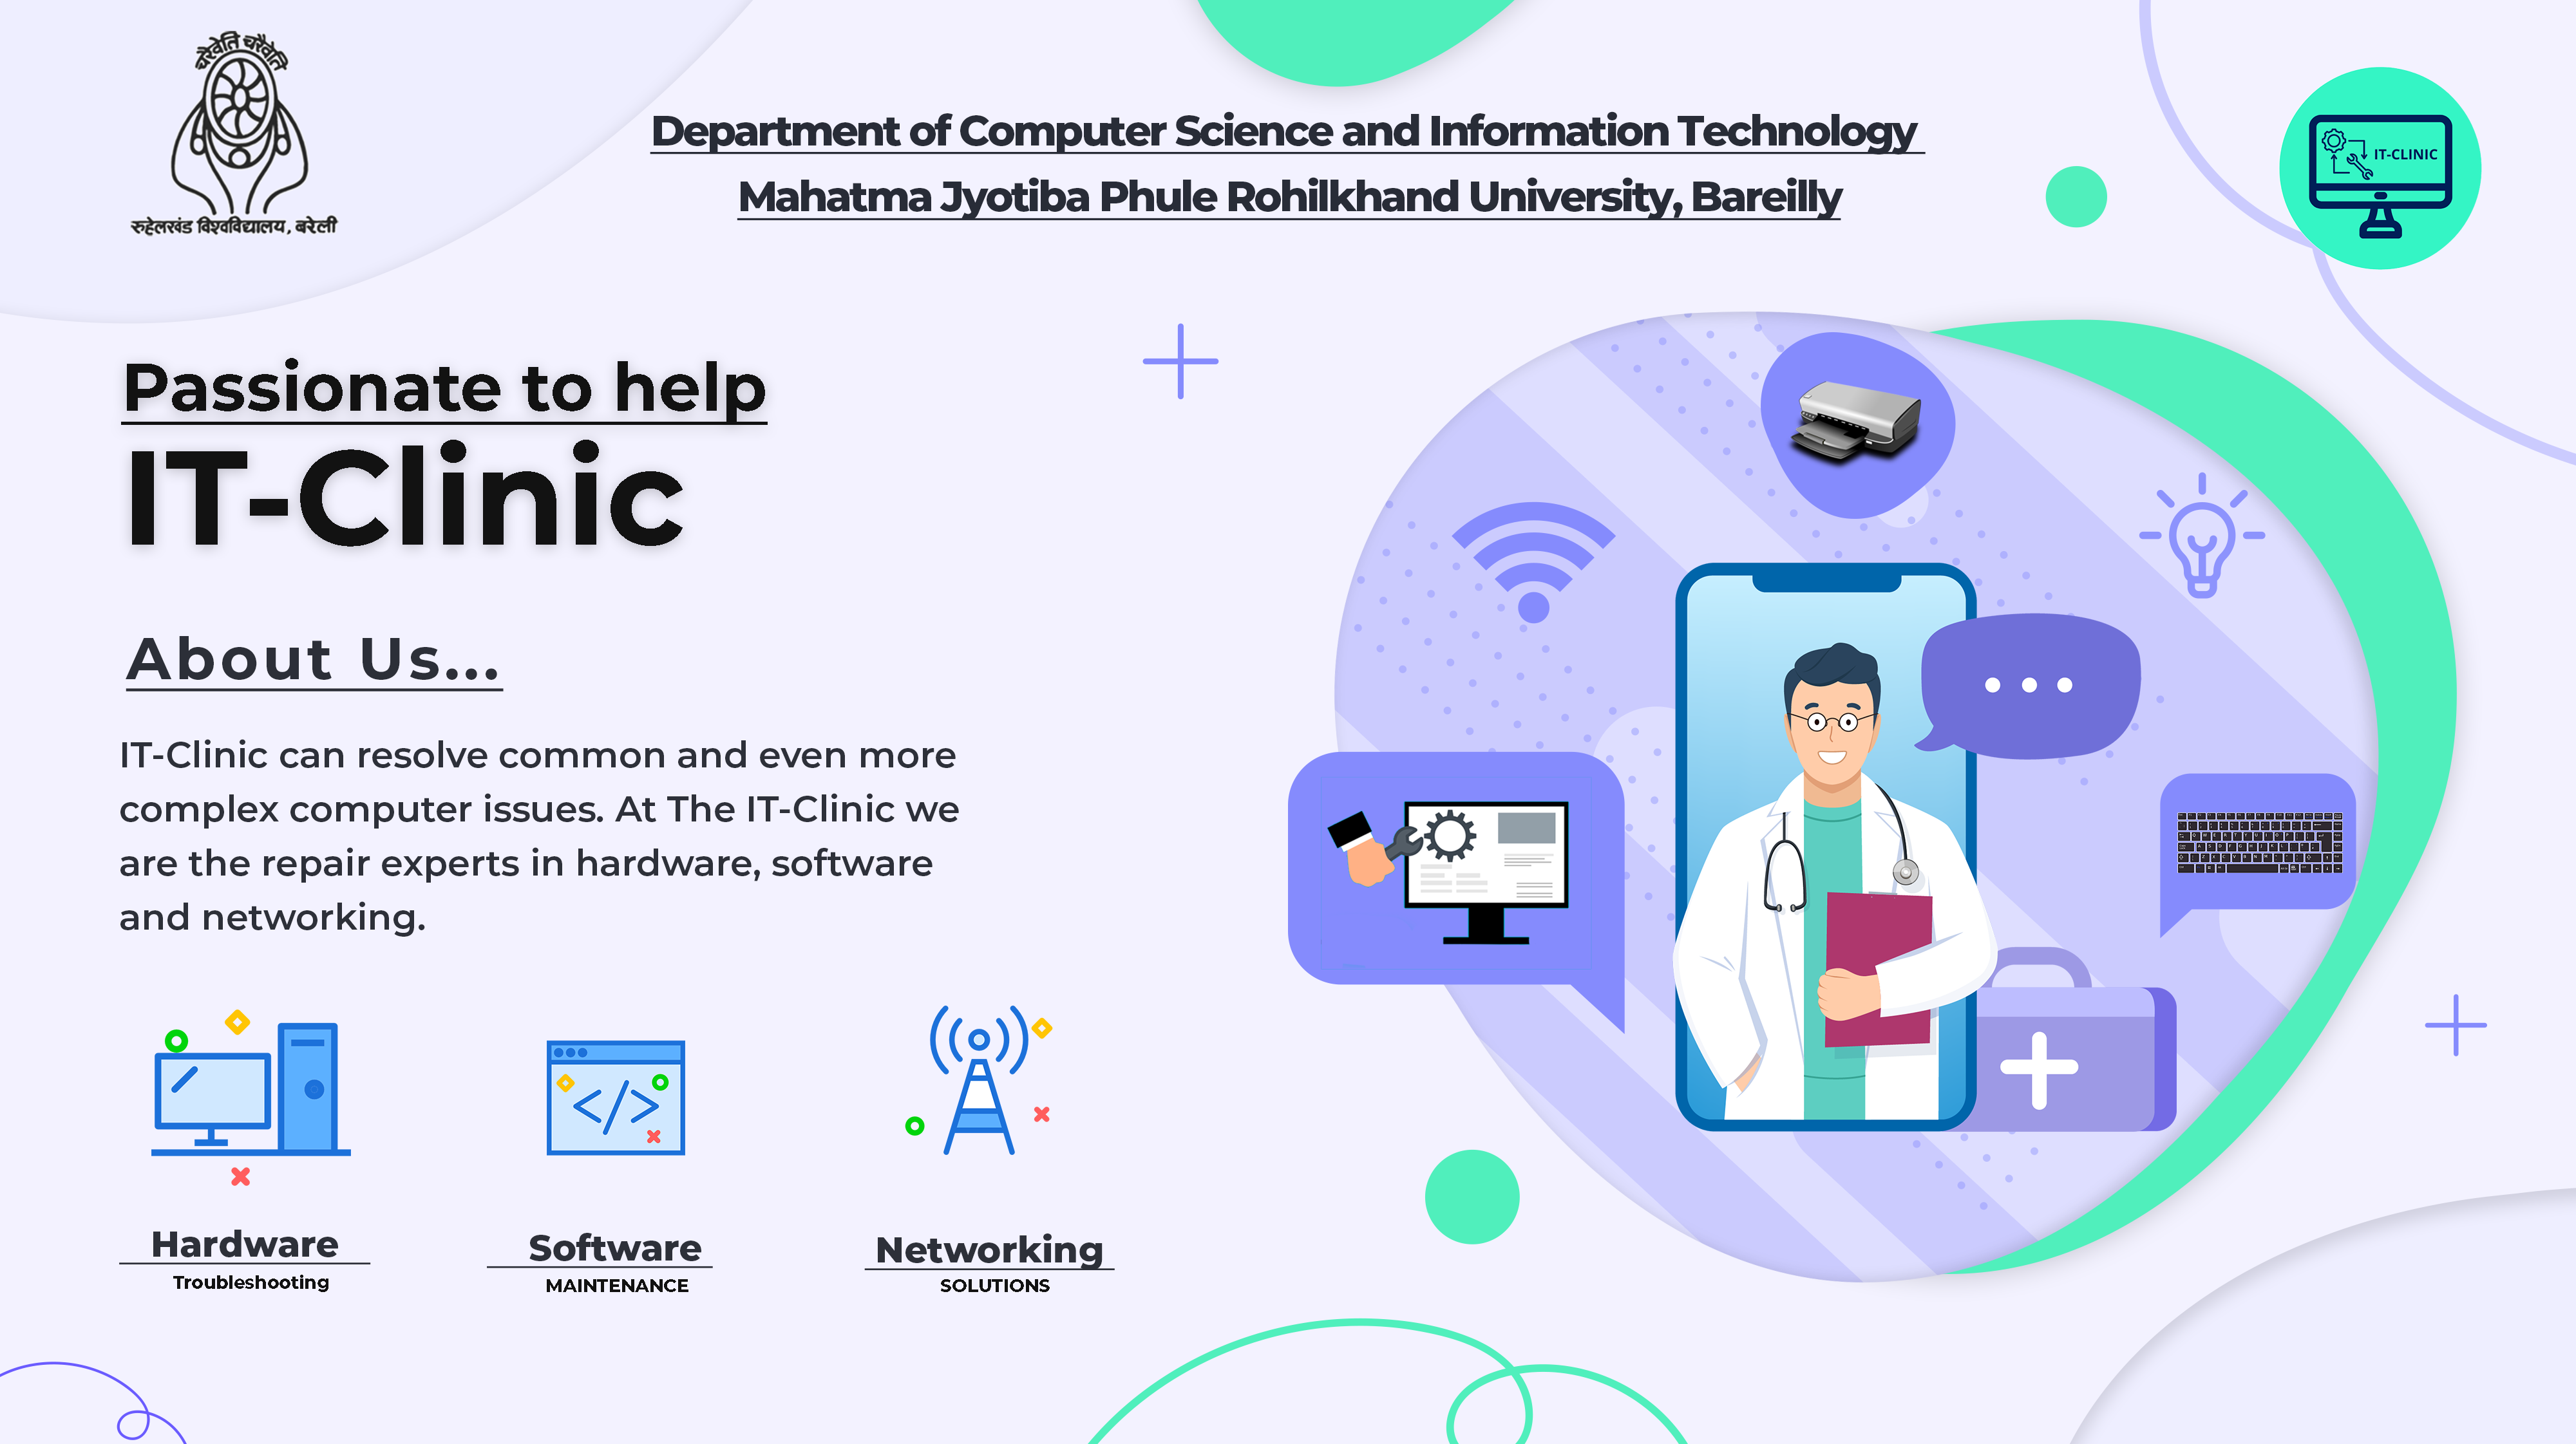 चरैवेति चरैवेति
रुहेलखंड विश्वविद्यालय, बरेली
Department of Computer Science and Information Technology
Mahatma Jyotiba Phule Rohilkhand University, Bareilly
IT-CLINIC
Passionate to help
IT-Clinic
About Us...
IT-Clinic can resolve common and even more
complex computer issues. At The IT-Clinic we
are the repair experts in hardware, software
and networking.
Hardware
Troubleshooting
Software
MAINTENANCE
Networking
SOLUTIONS